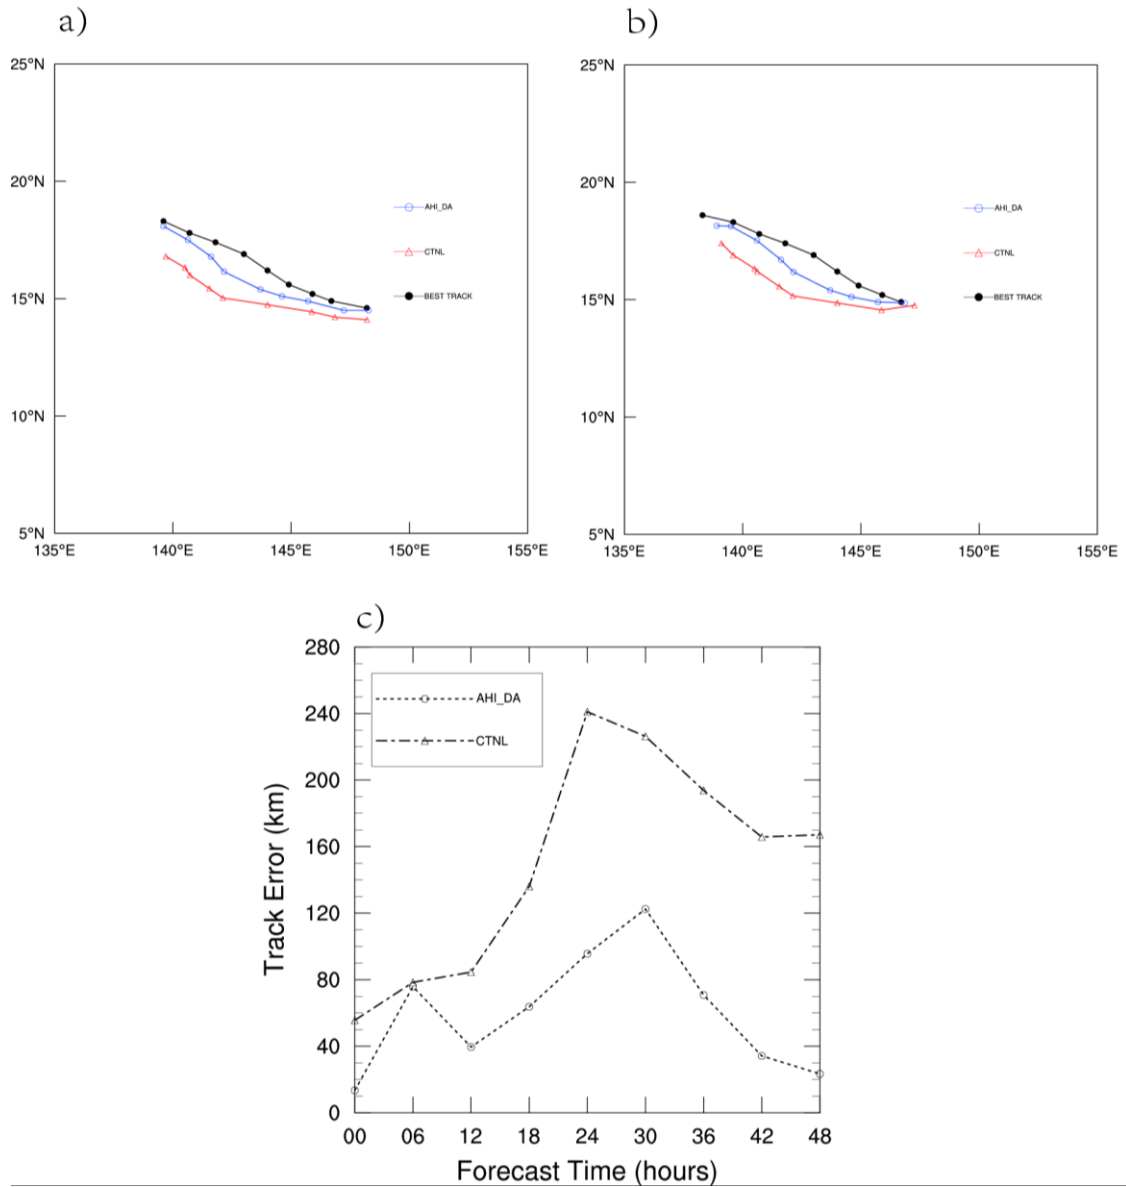 a)
25°N
20°N
15°N
10°N
5°N
135°E 140°E 145°E 150°E 155°E
AHI_DA
CTNL
BEST TRACK
b)
25°N
20°N
15°N
10°N
5°N
135°E 140°E 145°E 150°E 155°E
AHI_DA
CTNL
BEST TRACK
c)
280
240
200
160
120
80
40
0
Track Error (km)
AHI_DA
CTNL
00 06 12 18 24 30 36 42 48
Forecast Time (hours)